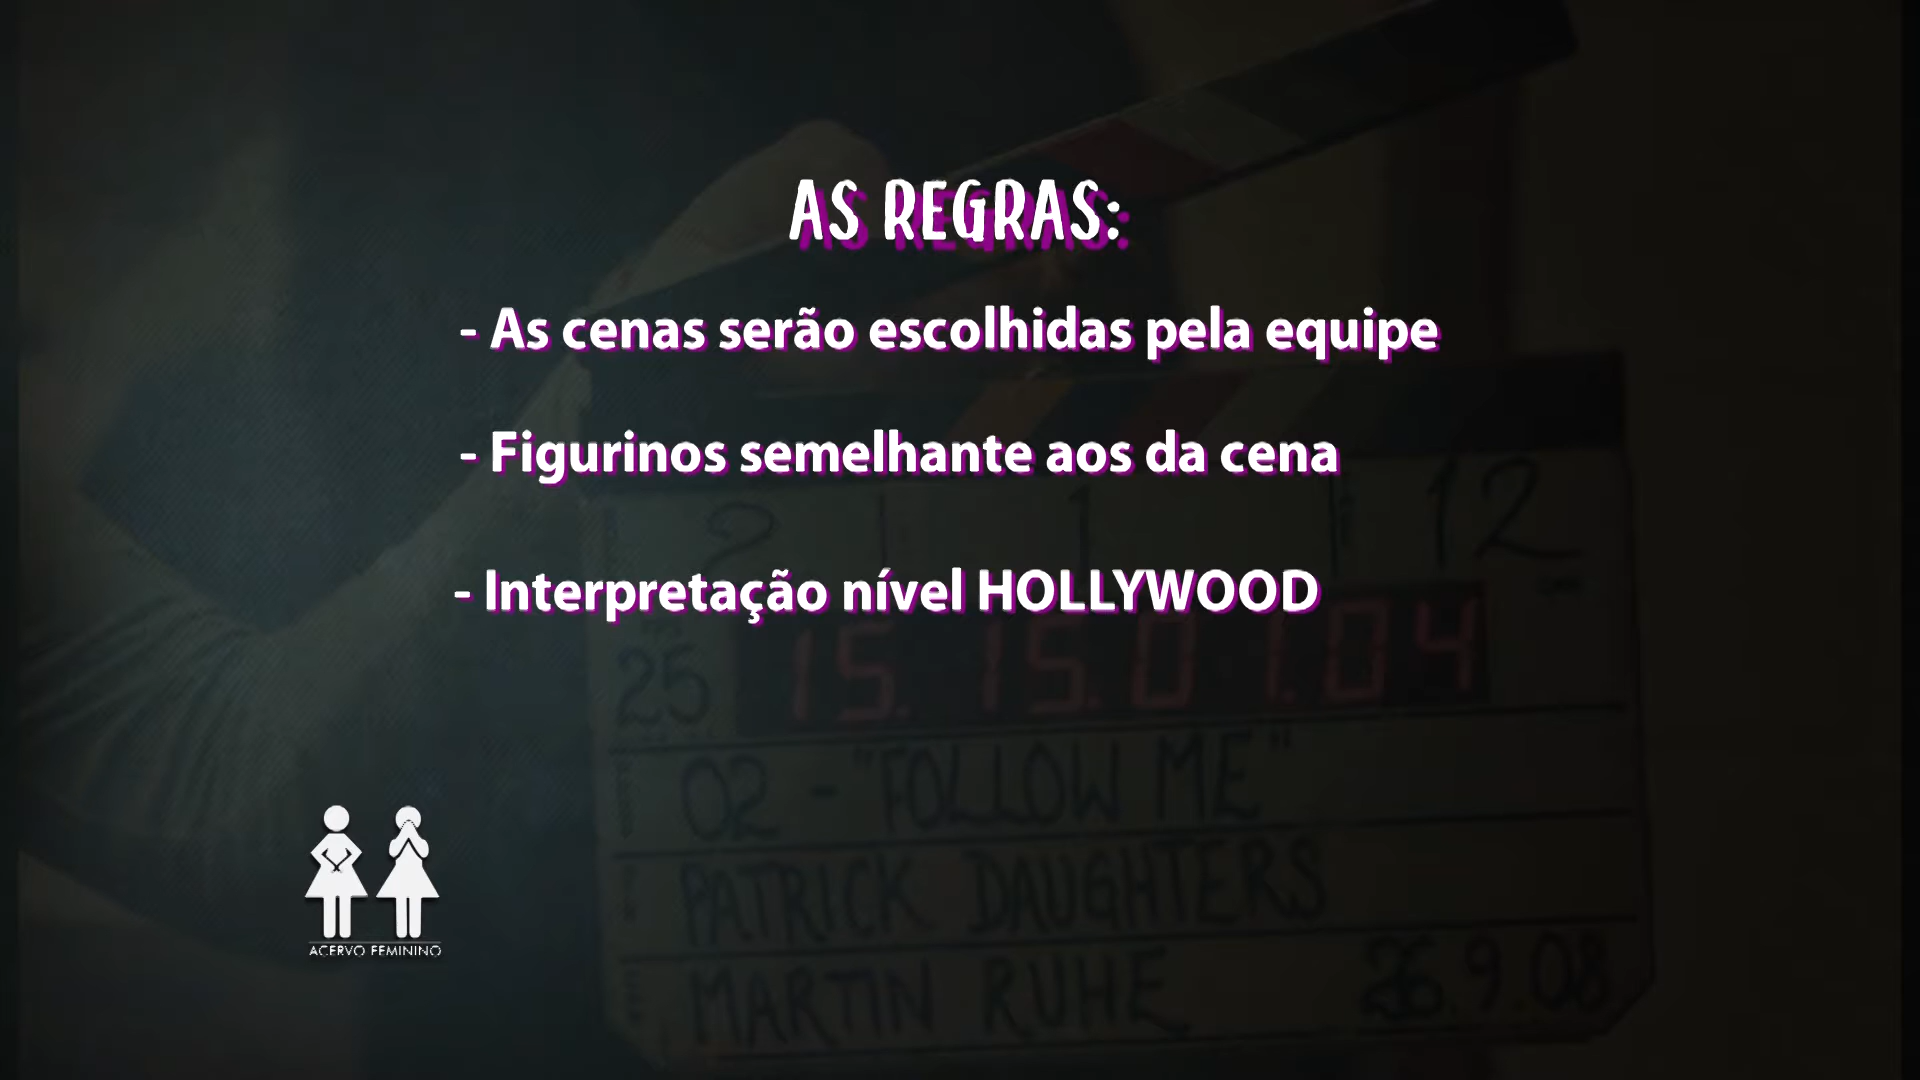 AS REGRAS:
- As cenas serão escolhidas pela equipe
- Figurinos semelhante aos da cena
2 1 1 12
- Interpretação nível HOLLYWOOD
25 15.15.01.04
02 - "FOLLOW ME"
PATRICK DAUGHTERS
MARTIN RUHE 26.9.08
ACERVO FEMININO